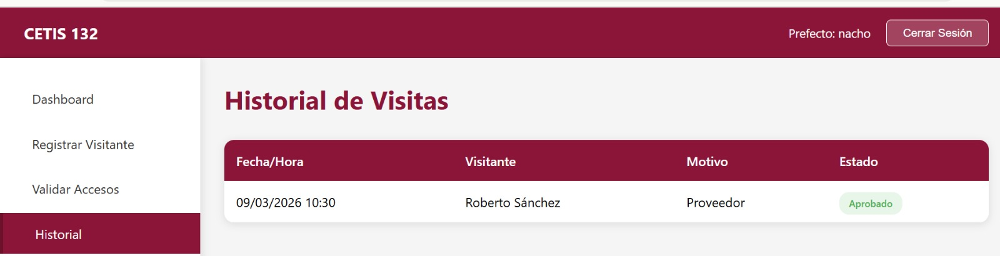 CETIS 132
Prefecto: nacho
Cerrar Sesión
Dashboard
Registrar Visitante
Validar Accesos
Historial
Historial de Visitas
Fecha/Hora Visitante Motivo Estado
09/03/2026 10:30 Roberto Sánchez Proveedor Aprobado